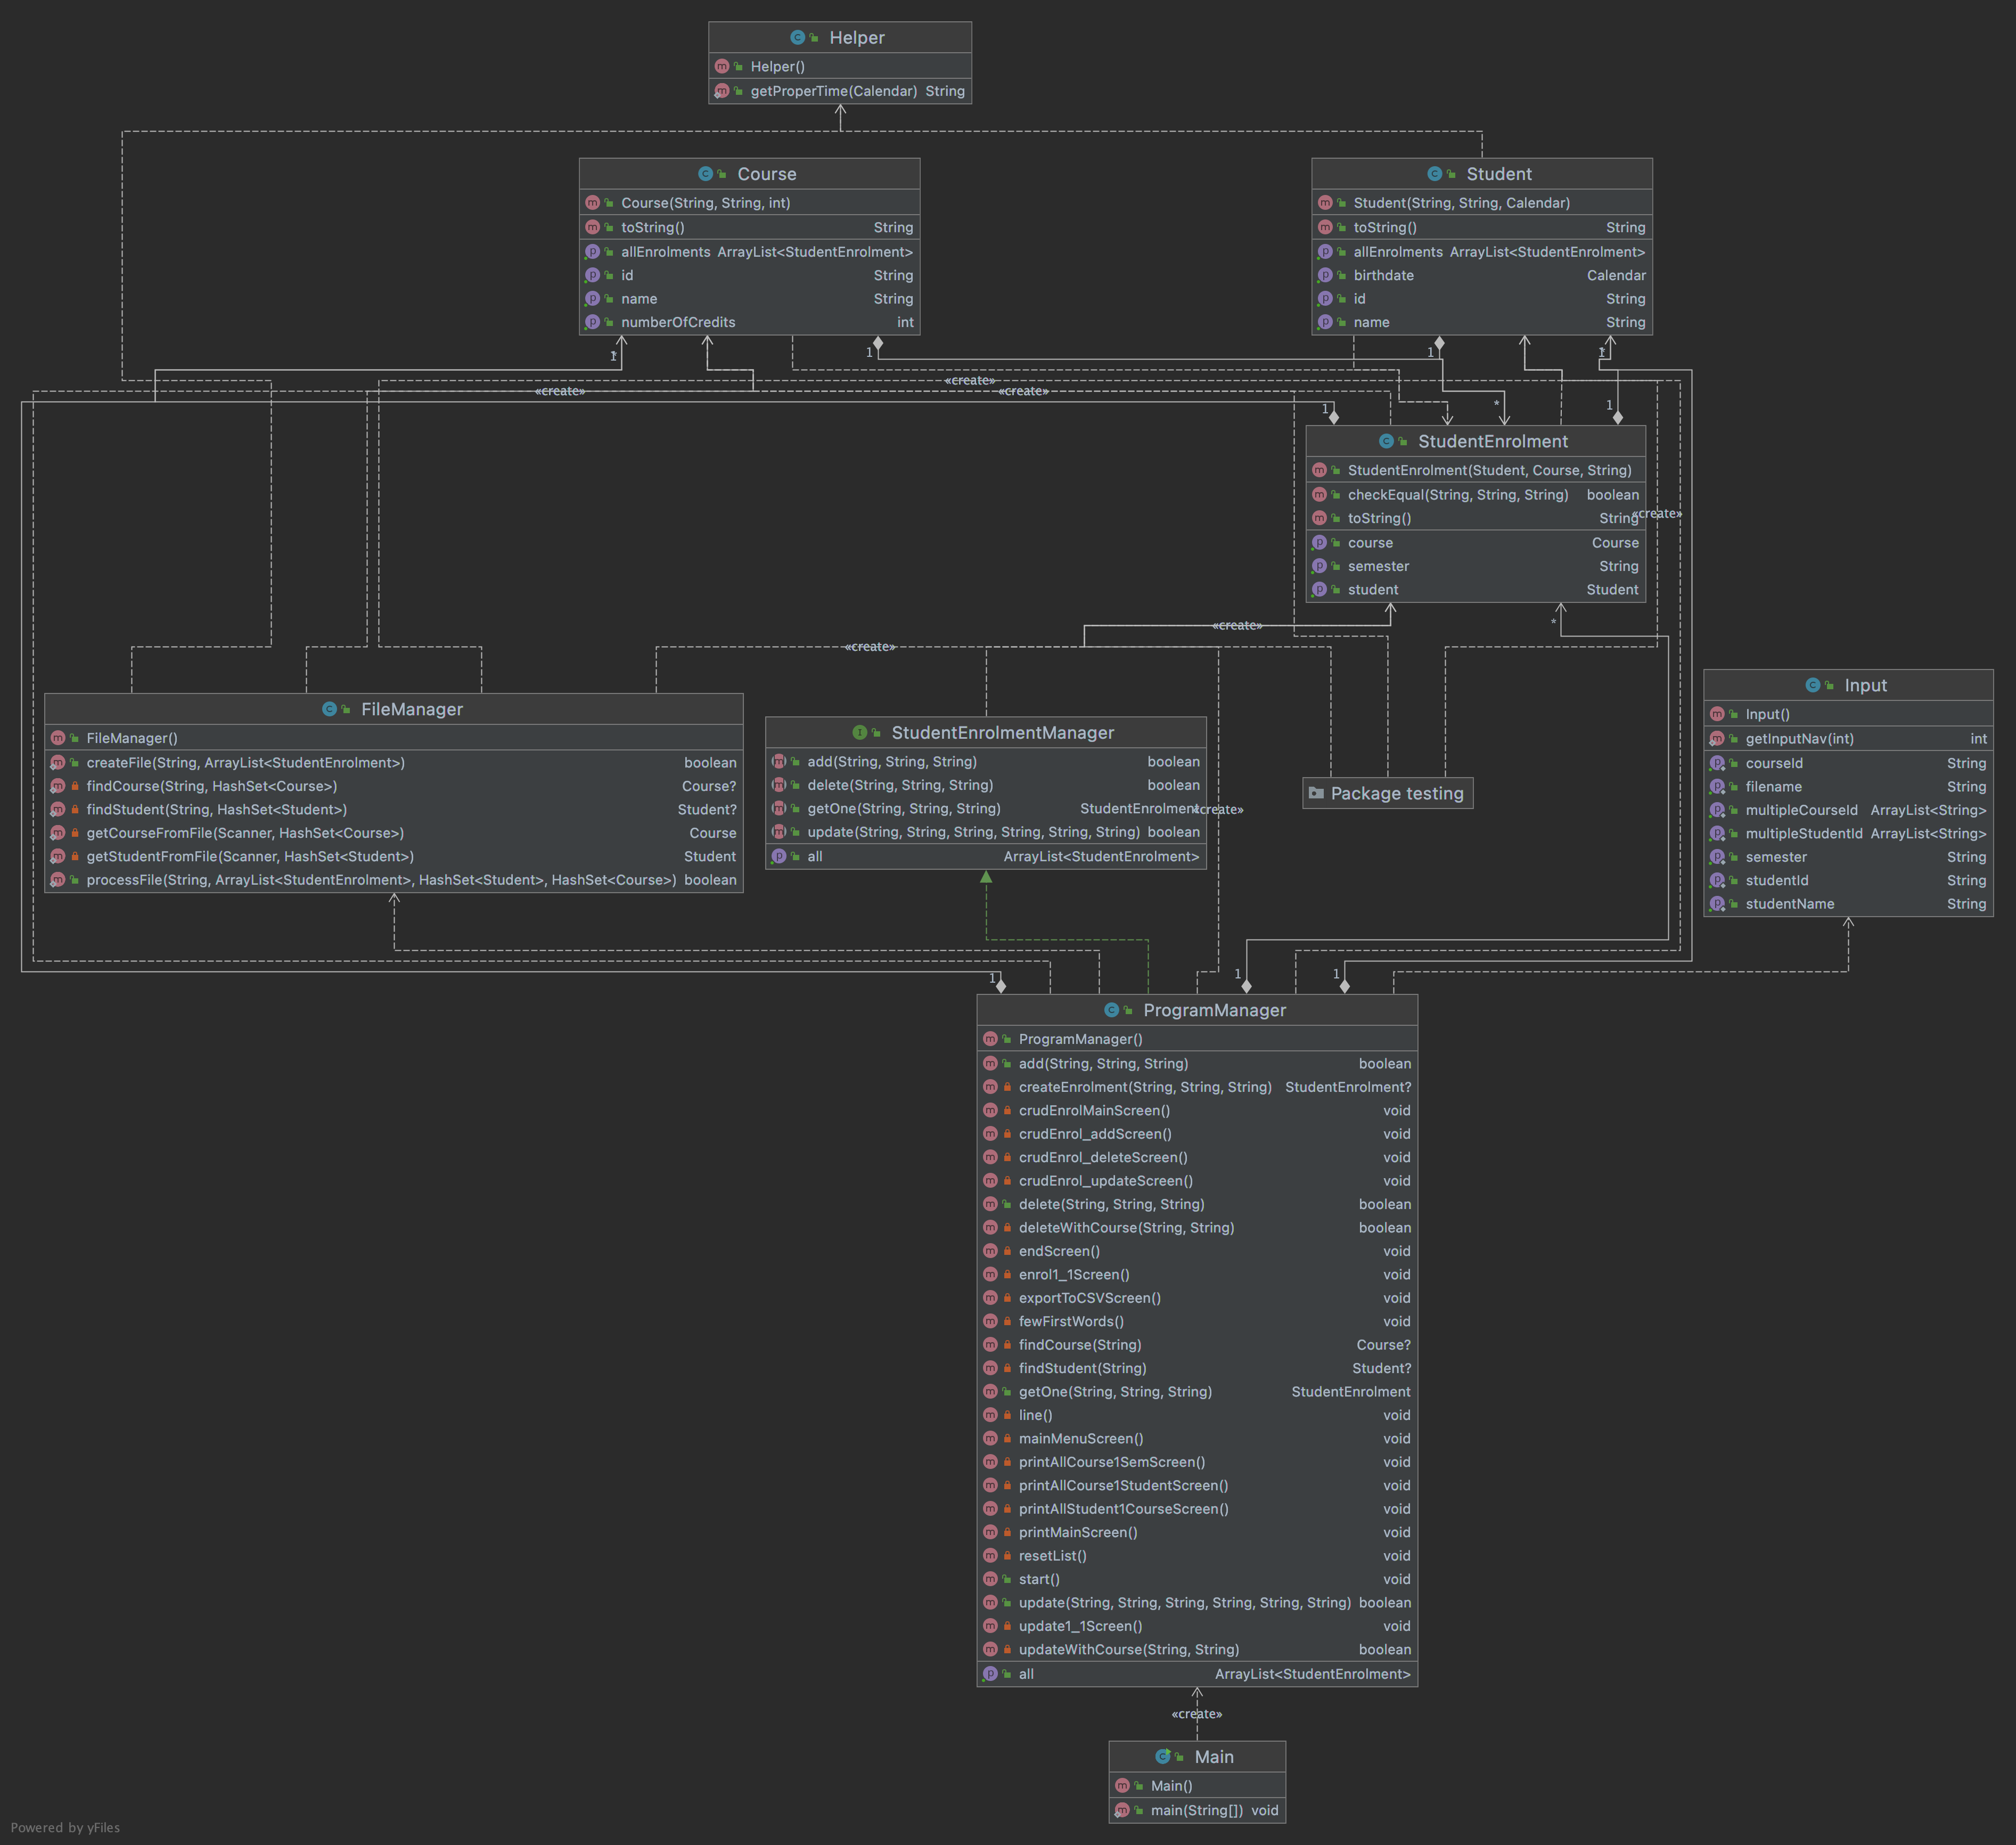 Helper
Helper()
getProperTime(Calendar) String
Course
Course(String, String, int)
toString() String
allEnrolments ArrayList<StudentEnrolment>
id String
name String
numberOfCredits int
Student
Student(String, String, Calendar)
toString() String
allEnrolments ArrayList<StudentEnrolment>
birthdate Calendar
id String
name String
1
*
1
1
1
*
«create»
«create»
«create»
1
*
1
StudentEnrolment
StudentEnrolment(Student, Course, String)
checkEqual(String, String, String) boolean
toString() String
course Course
semester String
student Student
«create»
«create»
*
«create»
FileManager
FileManager()
createFile(String, ArrayList<StudentEnrolment>) boolean
findCourse(String, HashSet<Course>) Course?
findStudent(String, HashSet<Student>) Student?
getCourseFromFile(Scanner, HashSet<Course>) Course
getStudentFromFile(Scanner, HashSet<Student>) Student
processFile(String, ArrayList<StudentEnrolment>, HashSet<Student>, HashSet<Course>) boolean
StudentEnrolmentManager
add(String, String, String) boolean
delete(String, String, String) boolean
getOne(String, String, String) StudentEnrolment
update(String, String, String, String, String, String) boolean
all ArrayList<StudentEnrolment>
«create»
Package testing
Input
Input()
getInputNav(int) int
courseId String
filename String
multipleCourseId ArrayList<String>
multipleStudentId ArrayList<String>
semester String
studentId String
studentName String
1
1
1
ProgramManager
ProgramManager()
add(String, String, String) boolean
createEnrolment(String, String, String) StudentEnrolment?
crudEnrolMainScreen() void
crudEnrol_addScreen() void
crudEnrol_deleteScreen() void
crudEnrol_updateScreen() void
delete(String, String, String) boolean
deleteWithCourse(String, String) boolean
endScreen() void
enrol1_1Screen() void
exportToCSVScreen() void
fewFirstWords() void
findCourse(String) Course?
findStudent(String) Student?
getOne(String, String, String) StudentEnrolment
line() void
mainMenuScreen() void
printAllCourse1SemScreen() void
printAllCourse1StudentScreen() void
printAllStudent1CourseScreen() void
printMainScreen() void
resetList() void
start() void
update(String, String, String, String, String, String) boolean
update1_1Screen() void
updateWithCourse(String, String) boolean
all ArrayList<StudentEnrolment>
«create»
Main
Main()
main(String[]) void
Powered by yFiles